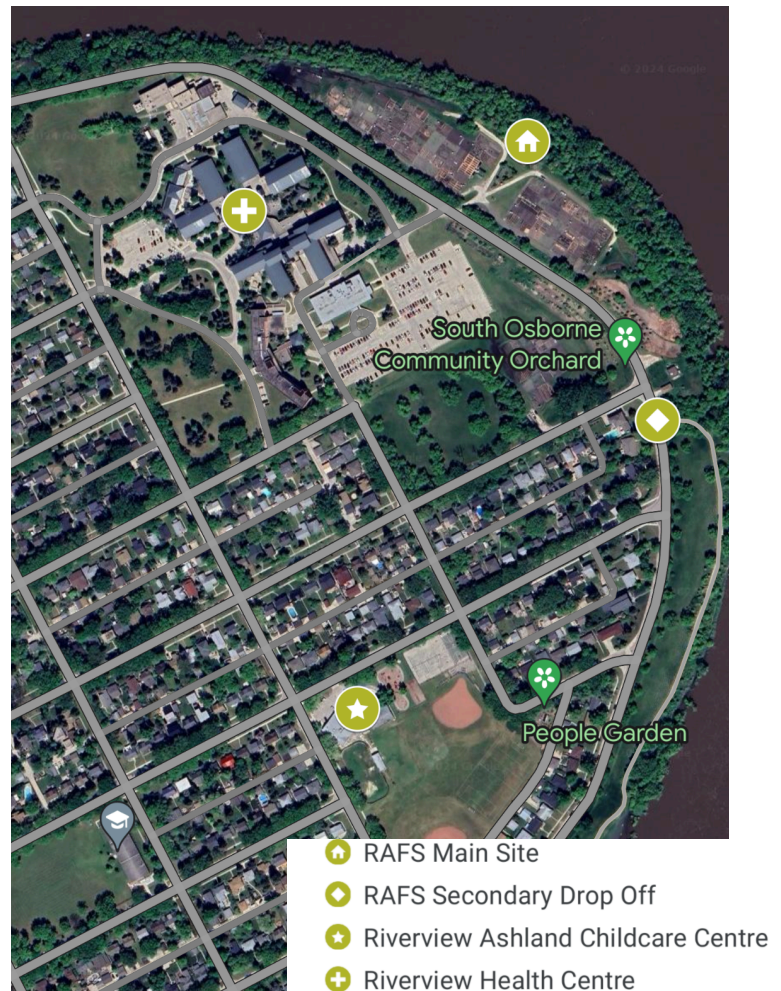 © 2024 Google
South Osborne
Community Orchard
People Garden
RAFS Main Site
RAFS Secondary Drop Off
Riverview Ashland Childcare Centre
Riverview Health Centre